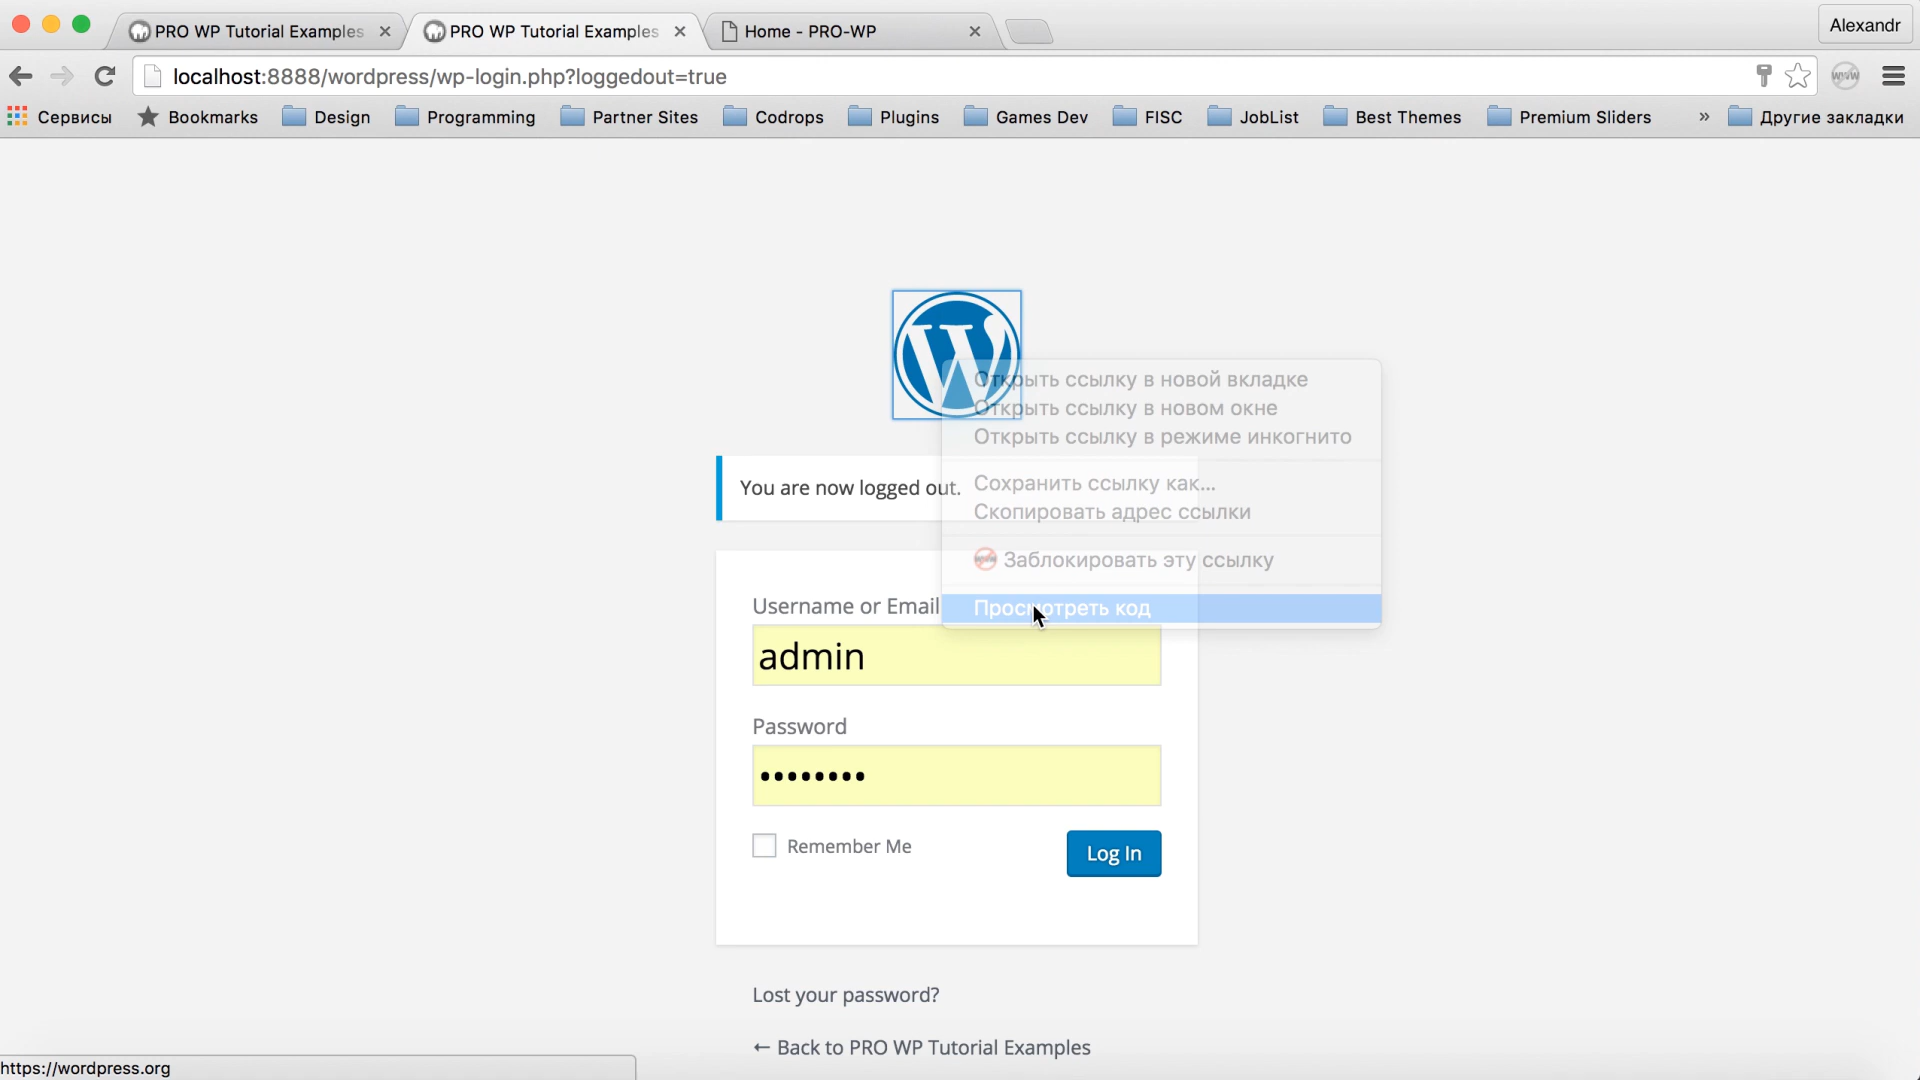 PRO WP Tutorial Examples
PRO WP Tutorial Examples
Home - PRO-WP
Alexandr
localhost:8888/wordpress/wp-login.php?loggedout=true
www
Сервисы
Bookmarks
Design
Programming
Partner Sites
Codrops
Plugins
Games Dev
FISC
JobList
Best Themes
Premium Sliders
»
Другие закладки
Открыть ссылку в новой вкладке
Открыть ссылку в новом окне
Открыть ссылку в режиме инкогнито
You are now logged out.
Сохранить ссылку как...
Скопировать адрес ссылки
Заблокировать эту ссылку
Просмотреть код
Username or Email
admin
Password
••••••••
Remember Me
Log In
Lost your password?
← Back to PRO WP Tutorial Examples
https://wordpress.org